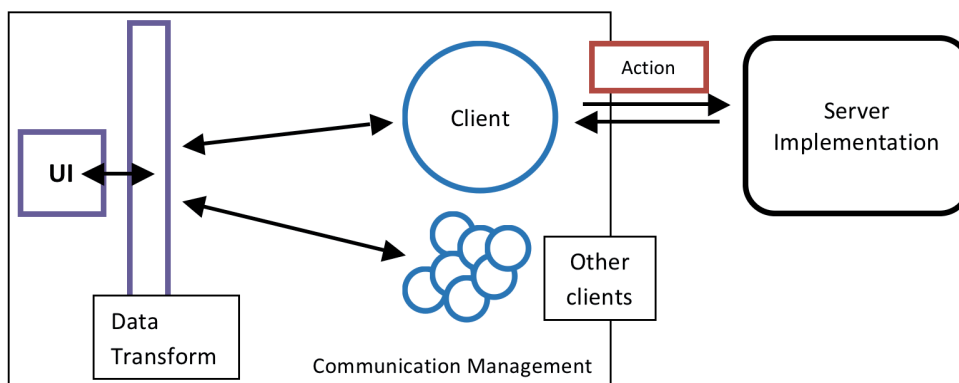 Action
Client
Server
Implementation
UI
Other
clients
Data
Transform
Communication Management